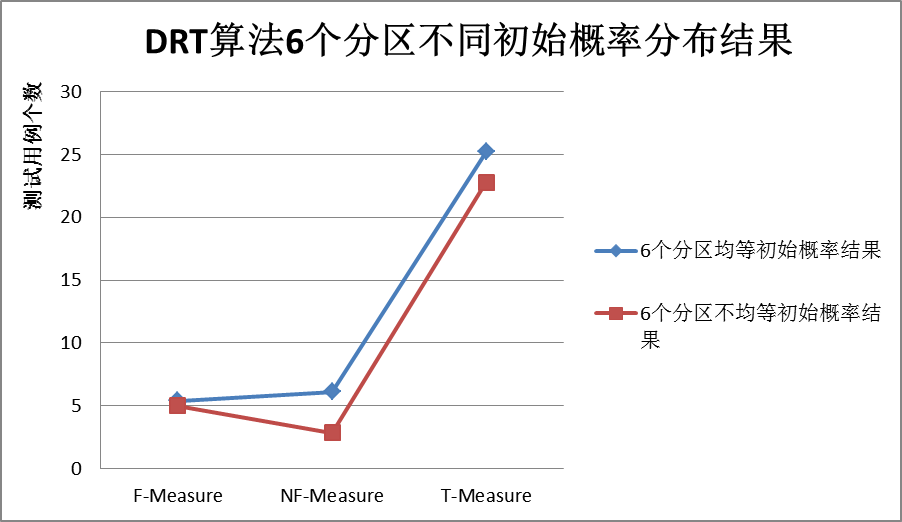 DRT算法6个分区不同初始概率分布结果
测试用例个数
30
25
20
15
10
5
0
F-Measure
NF-Measure
T-Measure
6个分区均等初始概率结果
6个分区不均等初始概率结
果